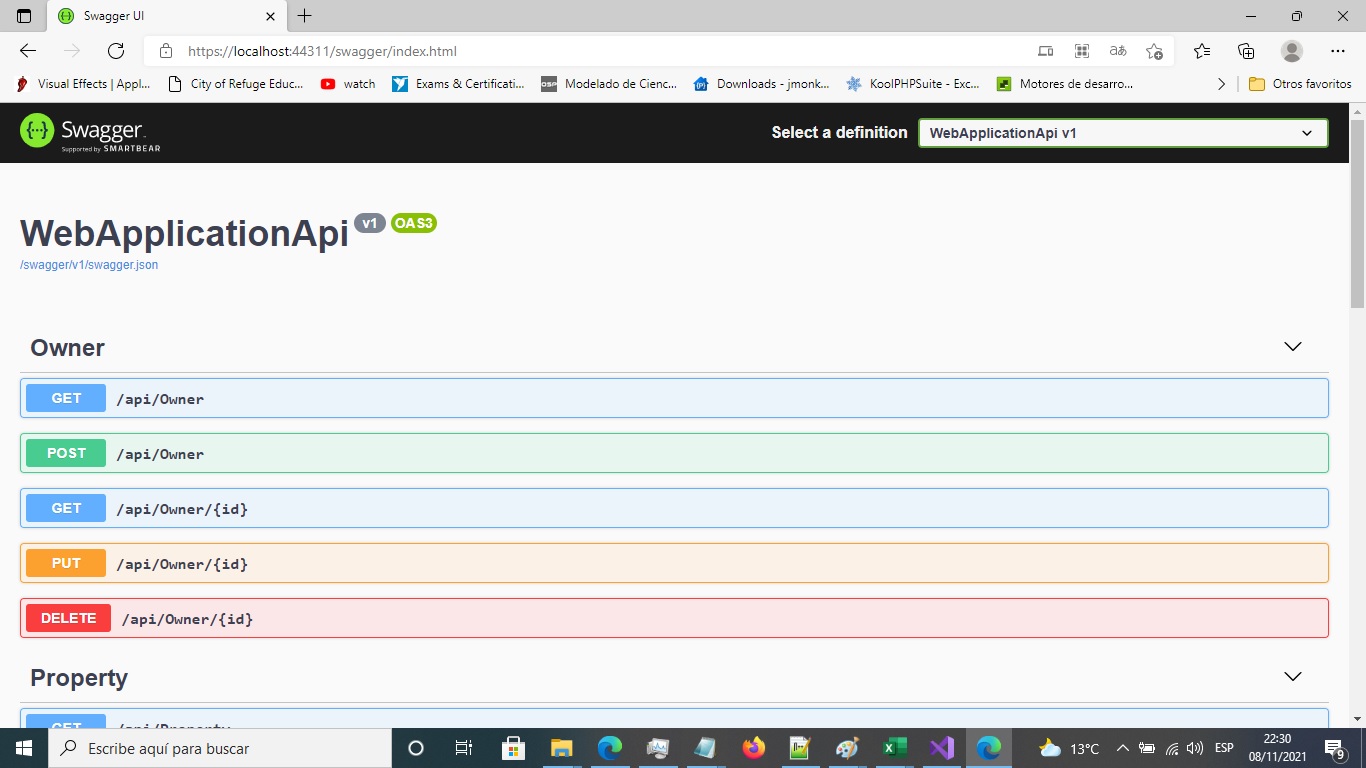 Swagger UI
https://localhost:44311/swagger/index.html
Visual Effects | Appl...
City of Refuge Educ...
watch
Exams & Certificati...
Modelado de Cienc...
Downloads - jmonk...
KoolPHPSuite - Exc...
Motores de desarro...
Otros favoritos
Swagger
Supported by SMARTBEAR
Select a definition
WebApplicationApi v1
WebApplicationApi v1 OAS3
/swagger/v1/swagger.json
Owner
GET /api/Owner
POST /api/Owner
GET /api/Owner/{id}
PUT /api/Owner/{id}
DELETE /api/Owner/{id}
Property
GET /api/Property
Escribe aquí para buscar
13°C
ESP
22:30
08/11/2021
9